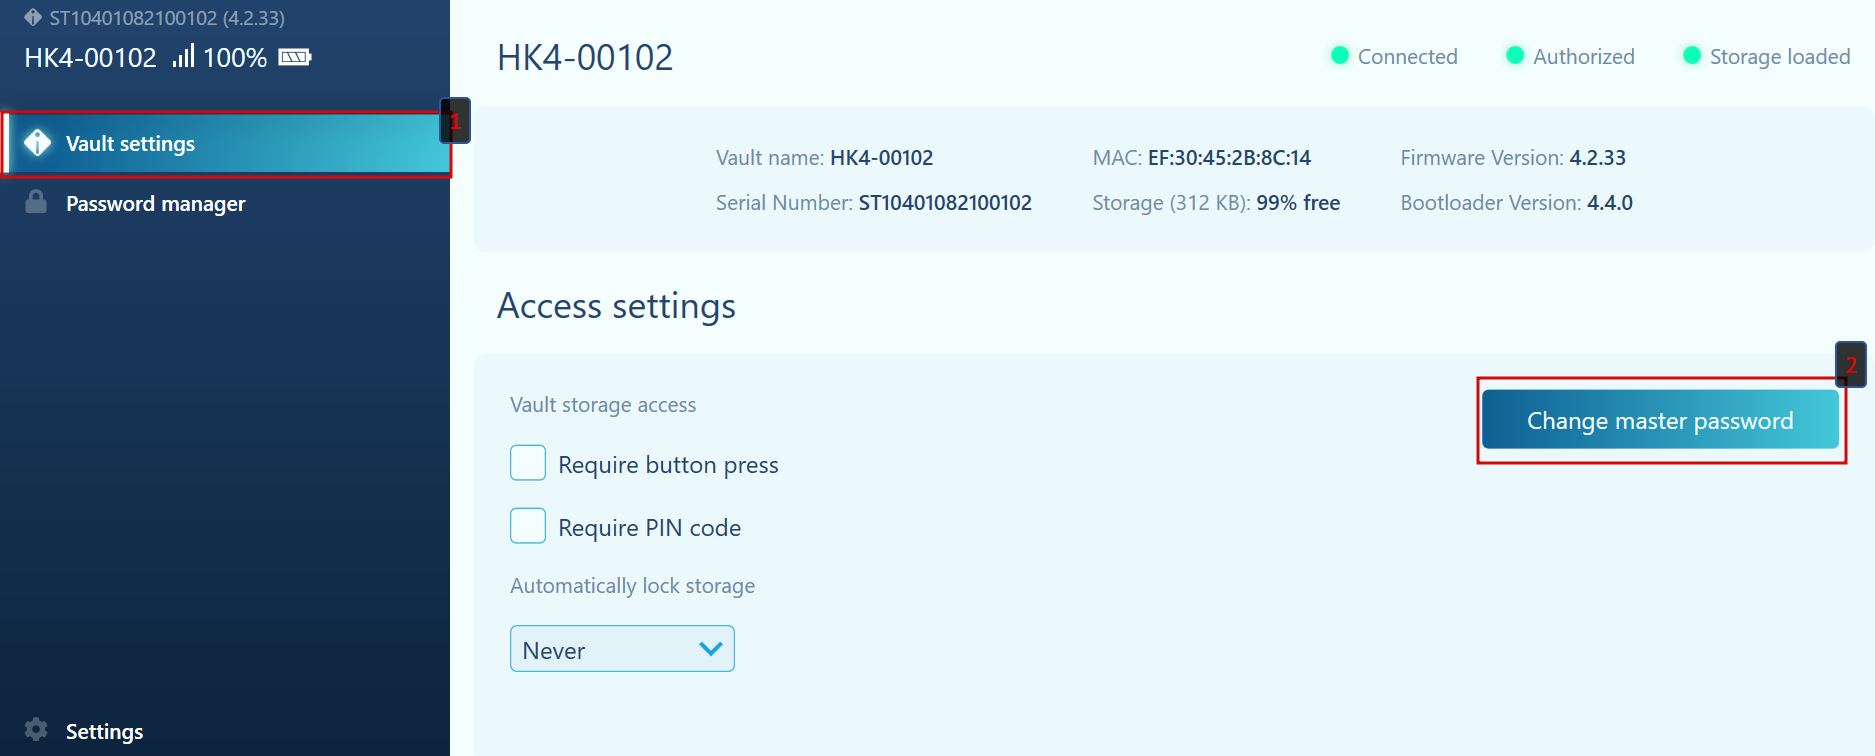 ST10401082100102 (4.2.33)
HK4-00102 100%
1
Vault settings
Password manager
Settings
HK4-00102
Connected
Authorized
Storage loaded
Vault name: HK4-00102
MAC: EF:30:45:2B:8C:14
Firmware Version: 4.2.33
Serial Number: ST10401082100102
Storage (312 KB): 99% free
Bootloader Version: 4.4.0
Access settings
2
Change master password
Vault storage access
Require button press
Require PIN code
Automatically lock storage
Never